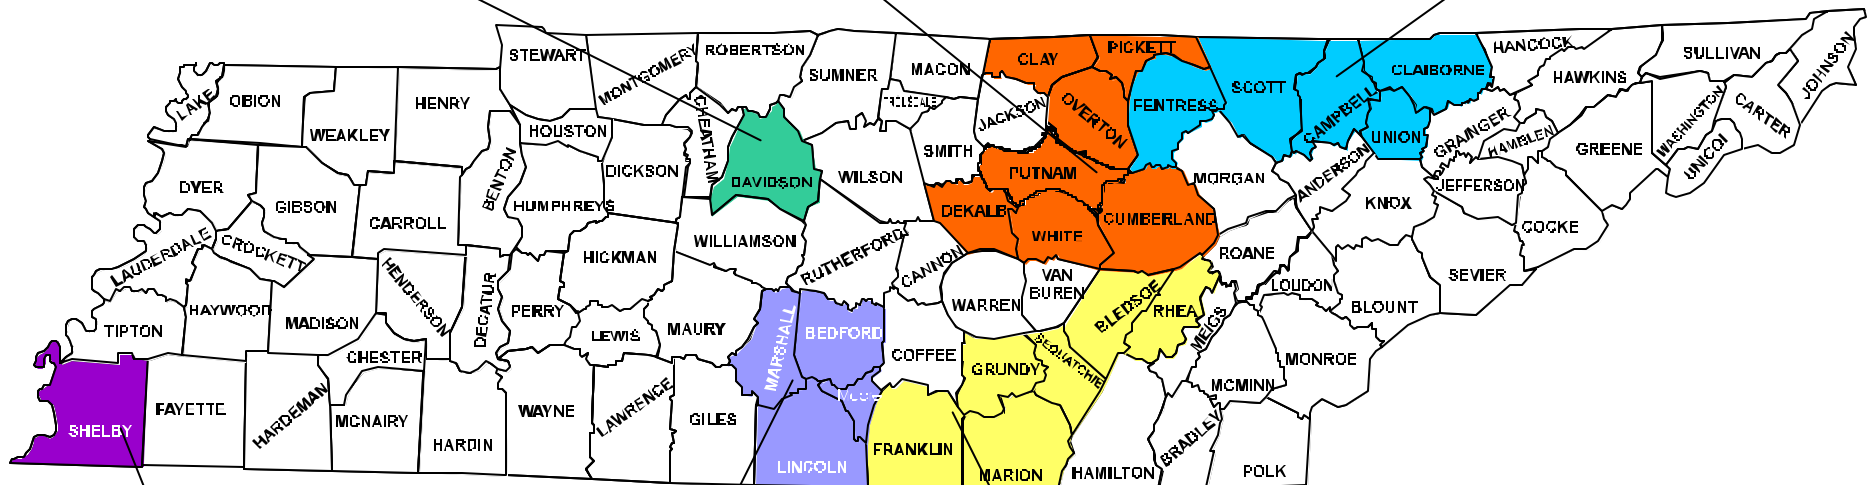 STEWART
MONTGOMERY
ROBERTSON
SUMNER
MACON
CLAY
PICKETT
SCOTT
CAMPBELL
CLAIBORNE
HANCOCK
HAWKINS
SULLIVAN
JOHNSON
LAKE
OBION
WEAKLEY
HENRY
HOUSTON
CHEATHAM
JACKSON
OVERTON
FENTRESS
UNION
GRAINGER
HAMBLEN
GREENE
WASHINGTON
CARTER
UNICOI
DYER
GIBSON
CARROLL
BENTON
HUMPHREYS
DICKSON
DAVIDSON
WILSON
SMITH
PUTNAM
MORGAN
ANDERSON
KNOX
JEFFERSON
COCKE
LAUDERDALE
CROCKETT
HICKMAN
WILLIAMSON
RUTHERFORD
CANNON
DEKALB
WHITE
CUMBERLAND
ROANE
LOUDON
BLOUNT
SEVIER
TIPTON
HAYWOOD
MADISON
HENDERSON
DECATUR
PERRY
LEWIS
MAURY
MARSHALL
BEDFORD
COFFEE
WARREN
VAN
BUREN
BLEDSOE
RHEA
MEIGS
MONROE
SHELBY
FAYETTE
HARDEMAN
CHESTER
MCNAIRY
HARDIN
WAYNE
LAWRENCE
GILES
LINCOLN
FRANKLIN
GRUNDY
SEQUATCHIE
MARION
HAMILTON
BRADLEY
MCMINN
POLK